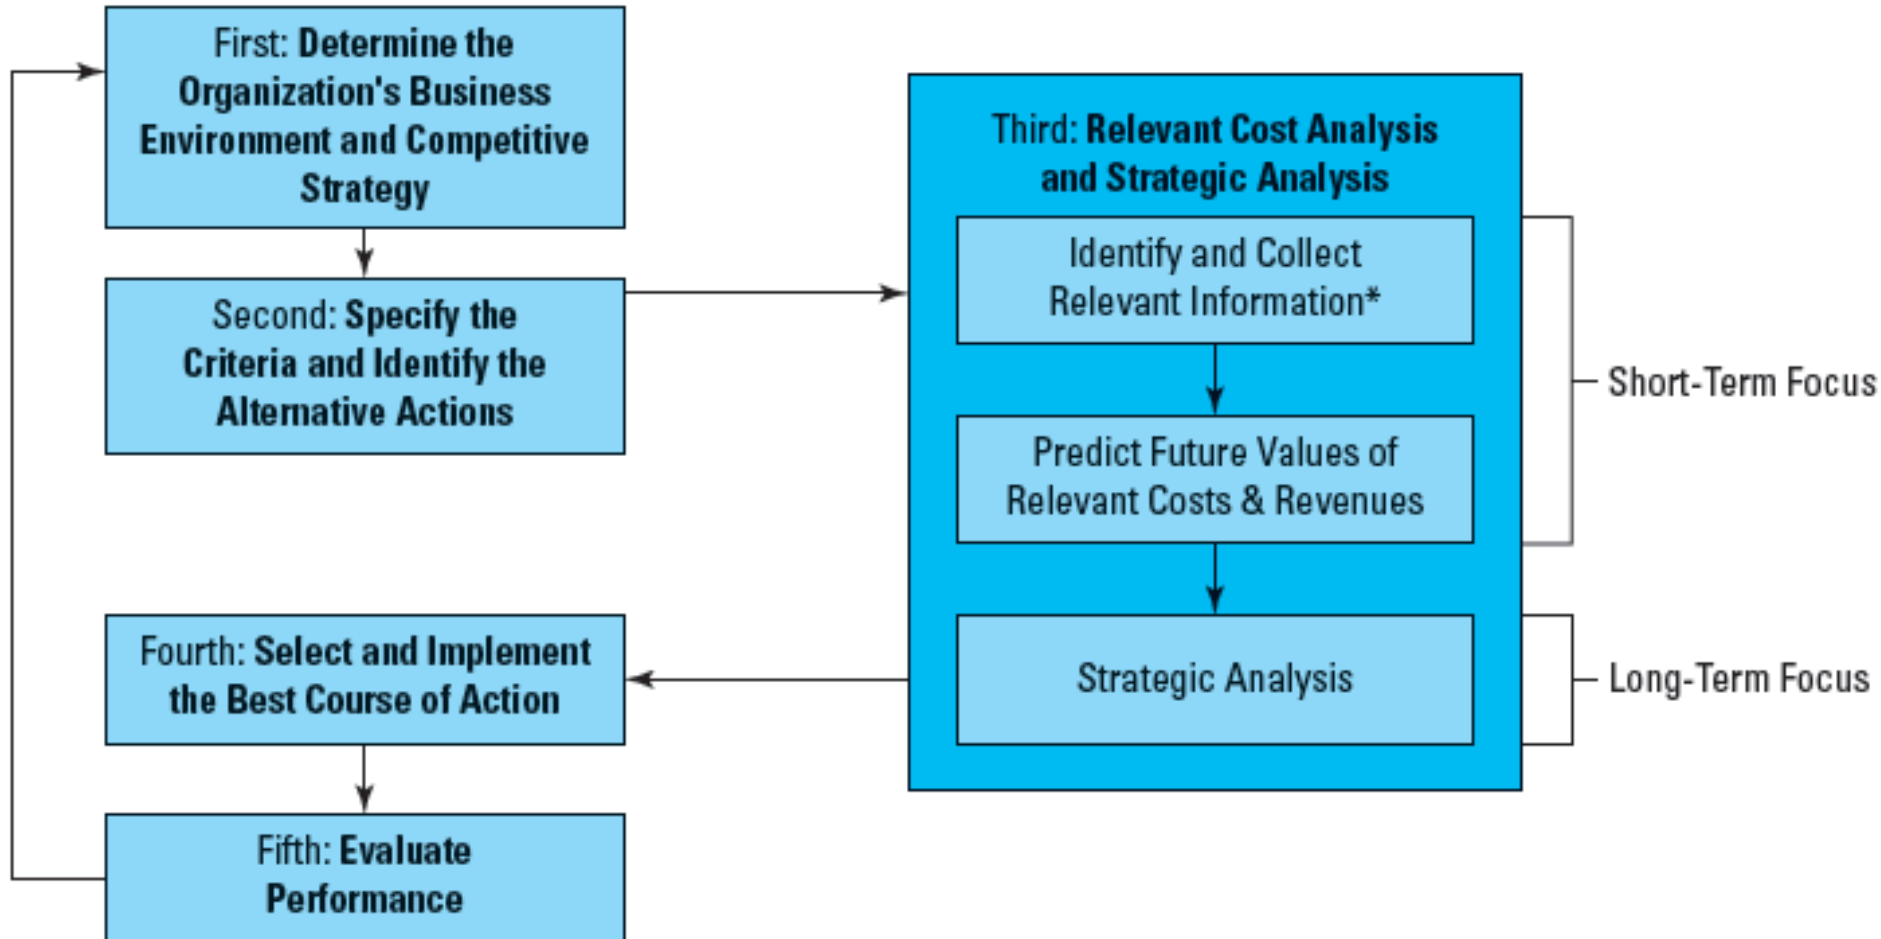 First: Determine the
Organization's Business
Environment and Competitive
Strategy
Second: Specify the
Criteria and Identify the
Alternative Actions
Third: Relevant Cost Analysis
and Strategic Analysis
Identify and Collect
Relevant Information*
Predict Future Values of
Relevant Costs & Revenues
Strategic Analysis
Short-Term Focus
Long-Term Focus
Fourth: Select and Implement
the Best Course of Action
Fifth: Evaluate
Performance